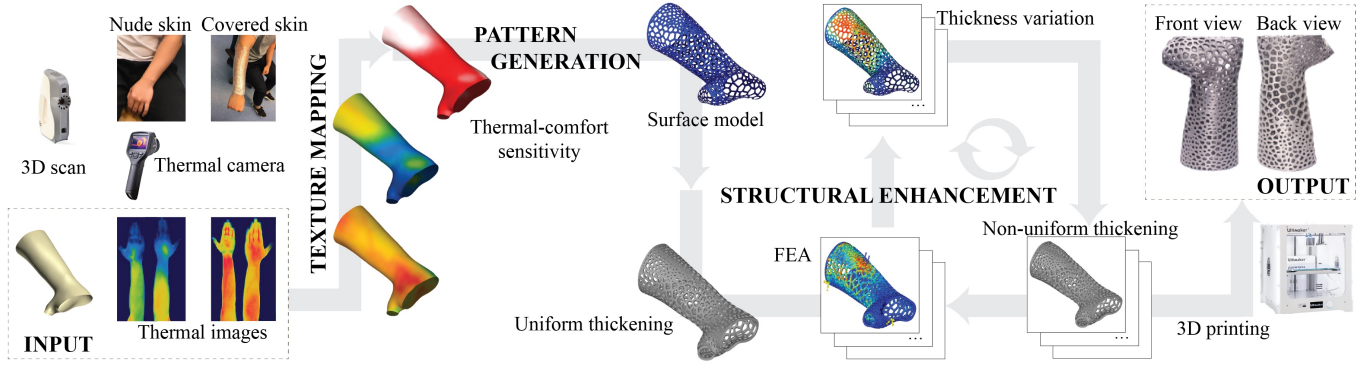 Nude skin
Covered skin
3D scan
Thermal camera
INPUT
Thermal images
TEXTURE MAPPING
PATTERN
GENERATION
Thermal-comfort
sensitivity
Surface model
Uniform thickening
STRUCTURAL ENHANCEMENT
FEA
...
Thickness variation
...
Non-uniform thickening
...
3D printing
Ultimaker
Front view
Back view
OUTPUT